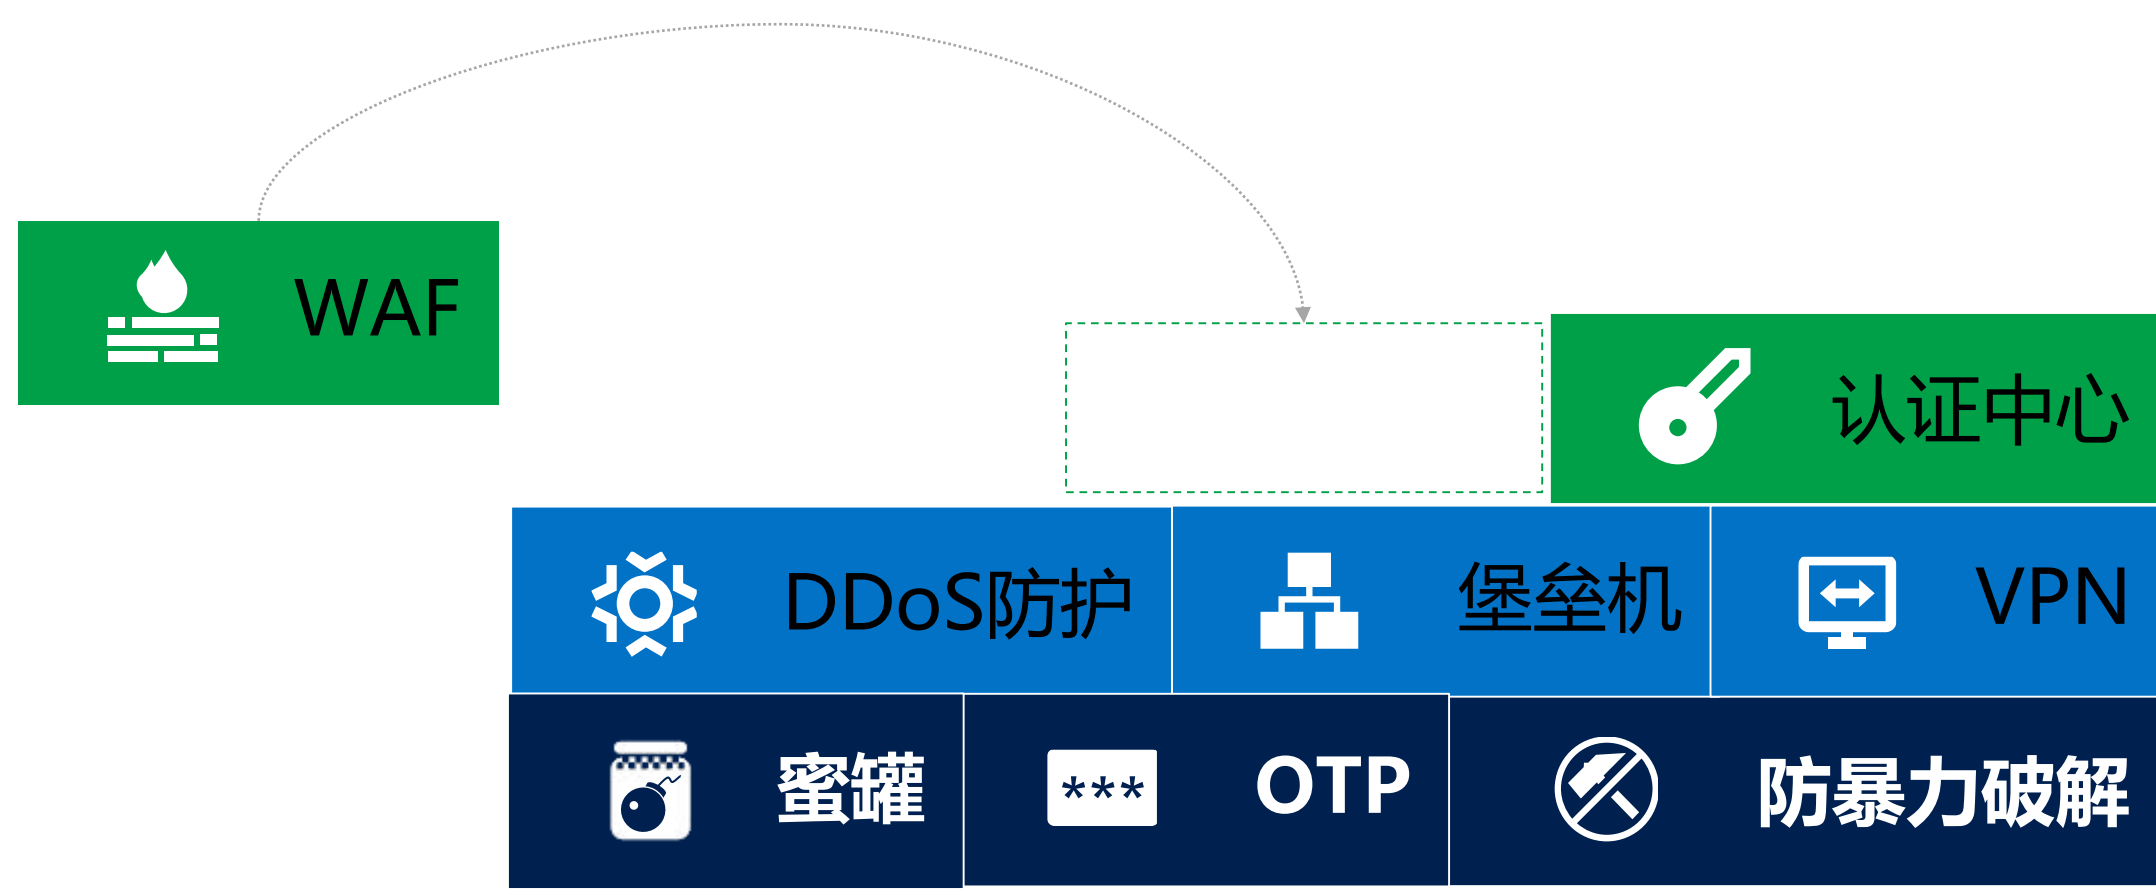 WAF
认证中心
DDoS防护
堡垒机
VPN
蜜罐
***
OTP
防暴力破解